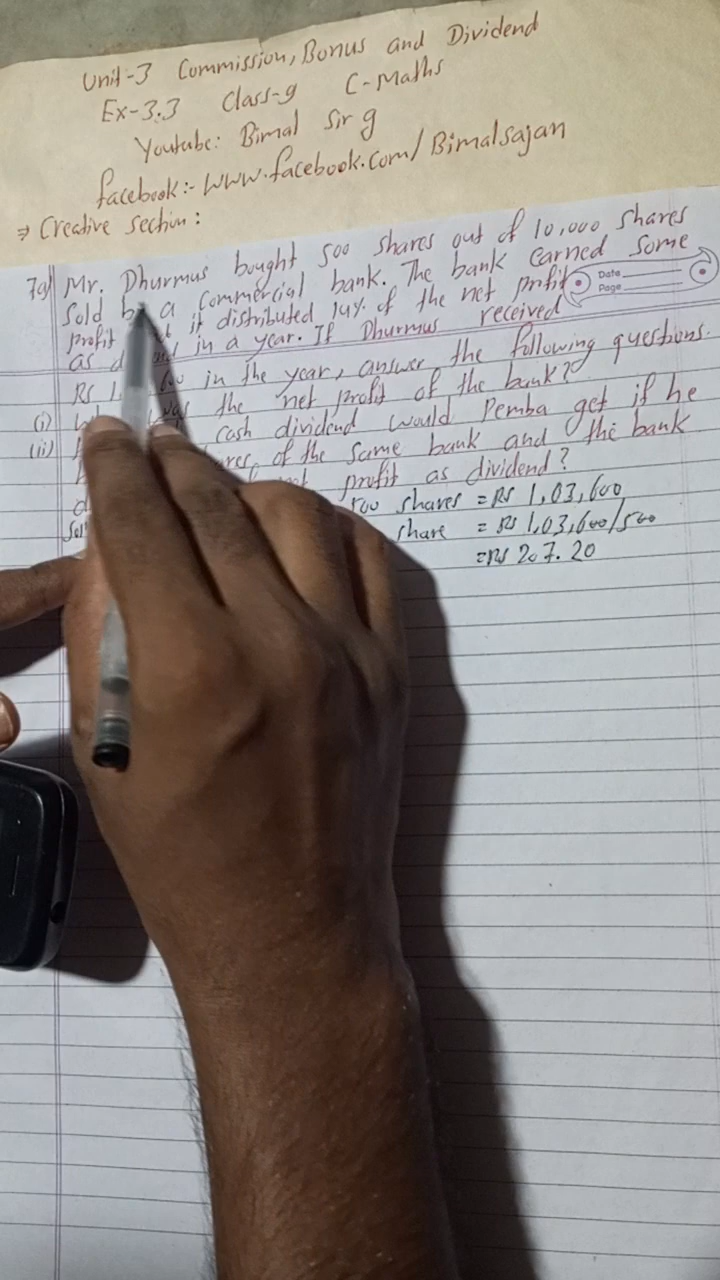 Unit-3 Commission, Bonus and Dividend
Ex-3.3 Class-9 C-Maths
Youtube: Bimal Sir g
facebook:- www.facebook.com/Bimalsajan
⇒ Creative section:
7a) Mr. Dhurmus bought 500 shares out of 10,000 shares
Sold a commercial bank. The bank earned some
profit it distributed 14% of the net profit
as in a year. If Dhurmus received
Rs in the year, answer the following questions.
(i) the net profit of the bank?
(ii) cash dividend would Pemba get if he
of the same bank and the bank
profit as dividend?
500 shares = Rs 1,03,600
share = Rs 1,03,600/500
= Rs 207.20
Date
Page